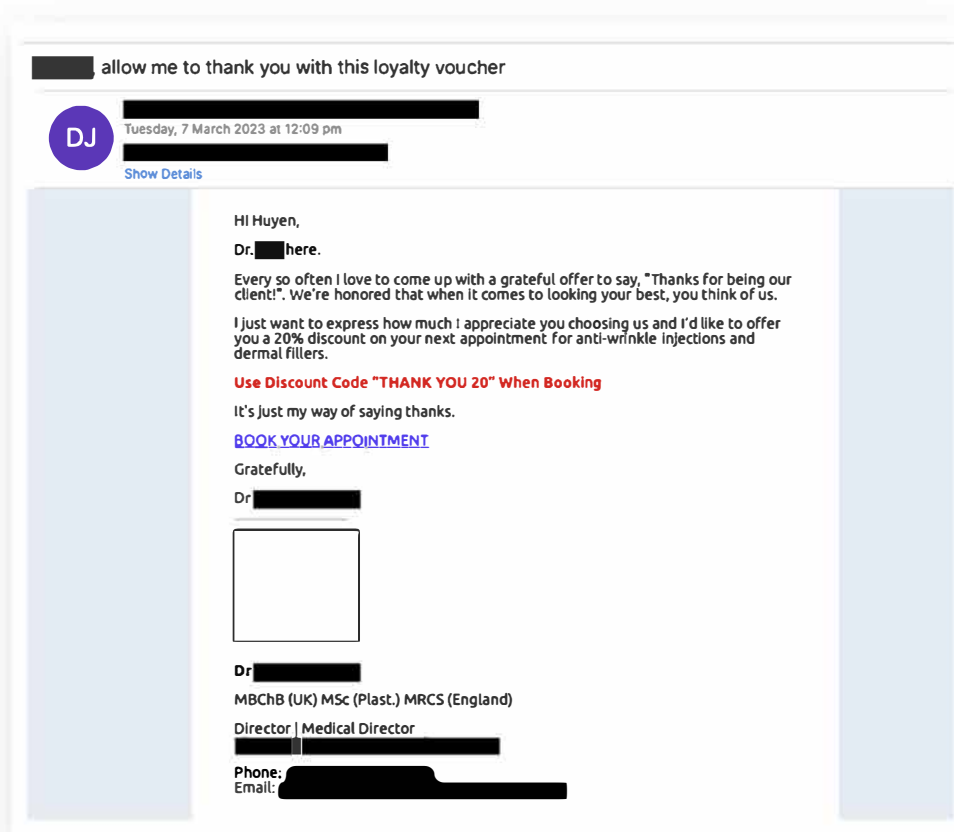 , allow me to thank you with this loyalty voucher
DJ
Tuesday, 7 March 2023 at 12:09 pm
Show Details
Hi Huyen,
Dr. here.
Every so often I love to come up with a grateful offer to say, "Thanks for being our
client!". We're honored that when it comes to looking your best, you think of us.
I just want to express how much I appreciate you choosing us and I'd like to offer
you a 20% discount on your next appointment for anti-wrinkle injections and
dermal fillers.
Use Discount Code "THANK YOU 20" When Booking
It's just my way of saying thanks.
BOOK YOUR APPOINTMENT
Gratefully,
Dr
Dr
MBChB (UK) MSc (Plast.) MRCS (England)
Director | Medical Director
Phone:
Email: